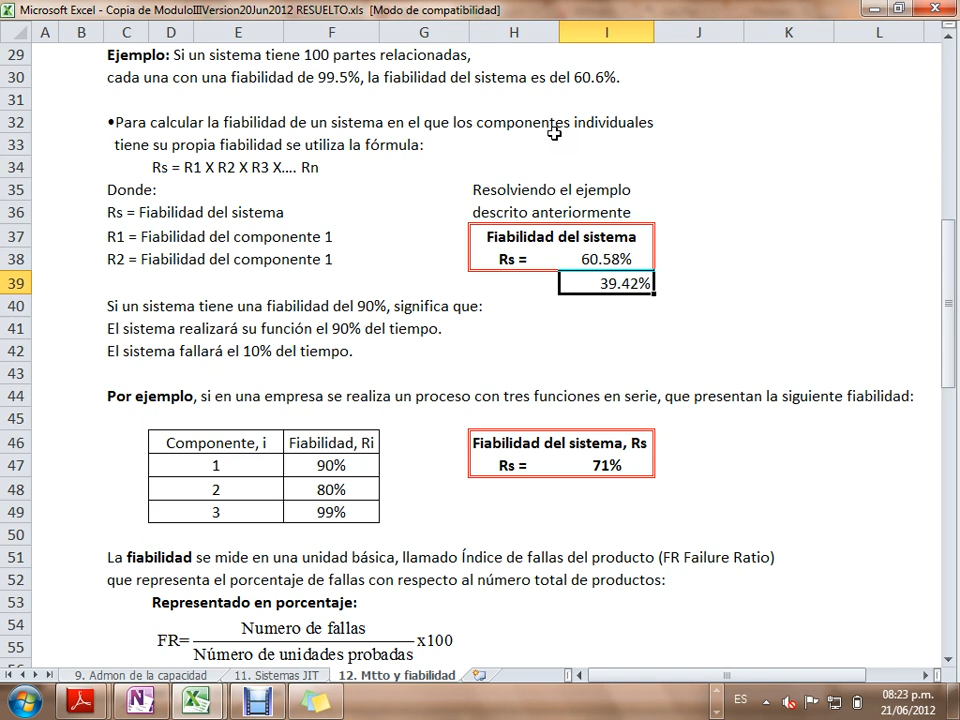 Microsoft Excel - Copia de ModuloIIIVersion20Jun2012 RESUELTO.xls [Modo de compatibilidad]
A B C D E F G H I J K L
29 Ejemplo: Si un sistema tiene 100 partes relacionadas,
30 cada una con una fiabilidad de 99.5%, la fiabilidad del sistema es del 60.6%.
31
32 •Para calcular la fiabilidad de un sistema en el que los componentes individuales
33 tiene su propia fiabilidad se utiliza la fórmula:
34 Rs = R1 X R2 X R3 X.... Rn
35 Donde: Resolviendo el ejemplo
36 Rs = Fiabilidad del sistema descrito anteriormente
37 R1 = Fiabilidad del componente 1 Fiabilidad del sistema
38 R2 = Fiabilidad del componente 1 Rs = 60.58%
39 39.42%
40 Si un sistema tiene una fiabilidad del 90%, significa que:
41 El sistema realizará su función el 90% del tiempo.
42 El sistema fallará el 10% del tiempo.
43
44 Por ejemplo, si en una empresa se realiza un proceso con tres funciones en serie, que presentan la siguiente fiabilidad:
45
46 Componente, i Fiabilidad, Ri Fiabilidad del sistema, Rs
47 1 90% Rs = 71%
48 2 80%
49 3 99%
50
51 La fiabilidad se mide en una unidad básica, llamado Índice de fallas del producto (FR Failure Ratio)
52 que representa el porcentaje de fallas con respecto al número total de productos:
53 Representado en porcentaje:
54 Numero de fallas
FR= x100
55 Número de unidades probadas
9. Admon de la capacidad 11. Sistemas JIT 12. Mtto y fiabilidad
ES 08:23 p.m.
21/06/2012